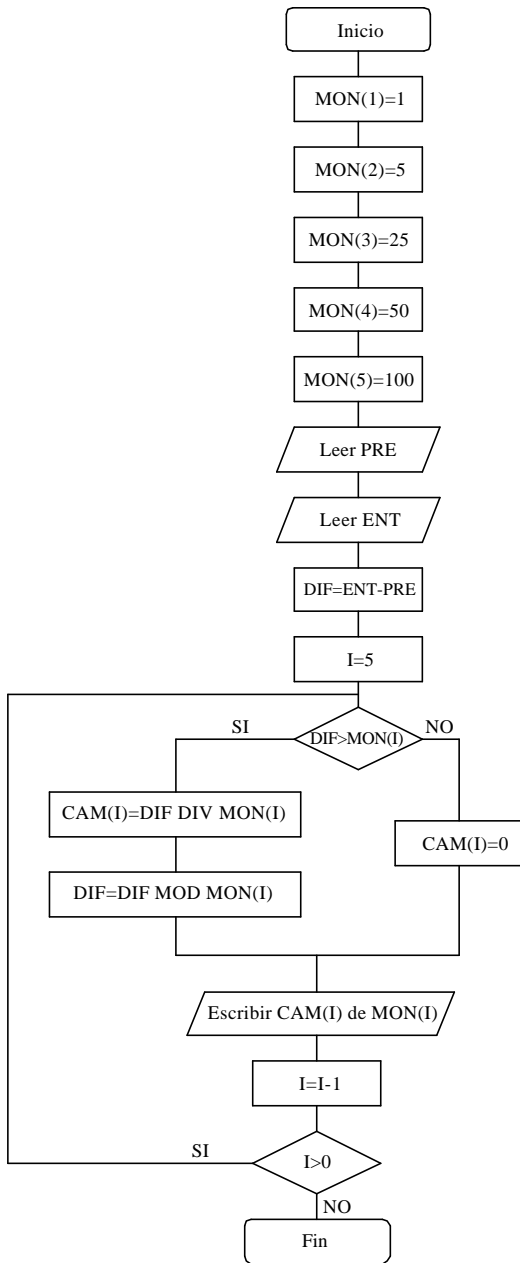 Inicio
MON(1)=1
MON(2)=5
MON(3)=25
MON(4)=50
MON(5)=100
Leer PRE
Leer ENT
DIF=ENT-PRE
I=5
SI
DIF>MON(I)
NO
CAM(I)=DIF DIV MON(I)
CAM(I)=0
DIF=DIF MOD MON(I)
Escribir CAM(I) de MON(I)
I=I-1
SI
I>0
NO
Fin